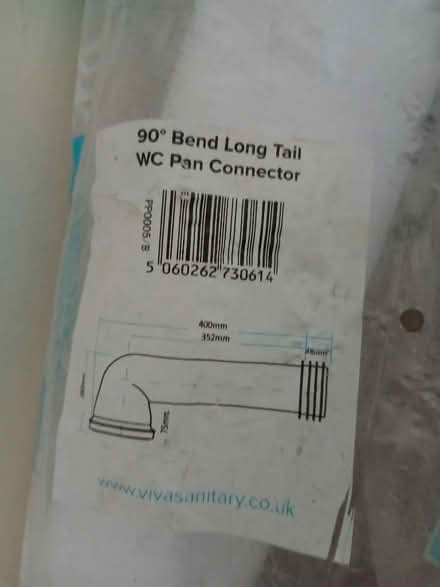 90° Bend Long Tail
WC Pan Connector
PP0005/B
5 060262 730614
400mm
352mm
75mm
www.vivasanitary.co.uk